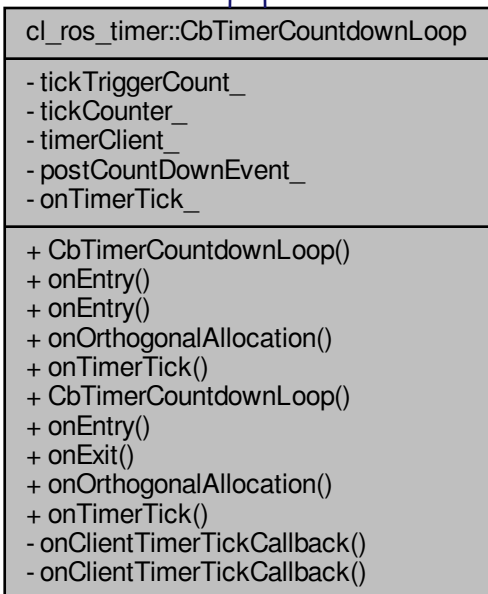 cl_ros_timer::CbTimerCountdownLoop
- tickTriggerCount_
- tickCounter_
- timerClient_
- postCountDownEvent_
- onTimerTick_
+ CbTimerCountdownLoop()
+ onEntry()
+ onEntry()
+ onOrthogonalAllocation()
+ onTimerTick()
+ CbTimerCountdownLoop()
+ onEntry()
+ onExit()
+ onOrthogonalAllocation()
+ onTimerTick()
- onClientTimerTickCallback()
- onClientTimerTickCallback()